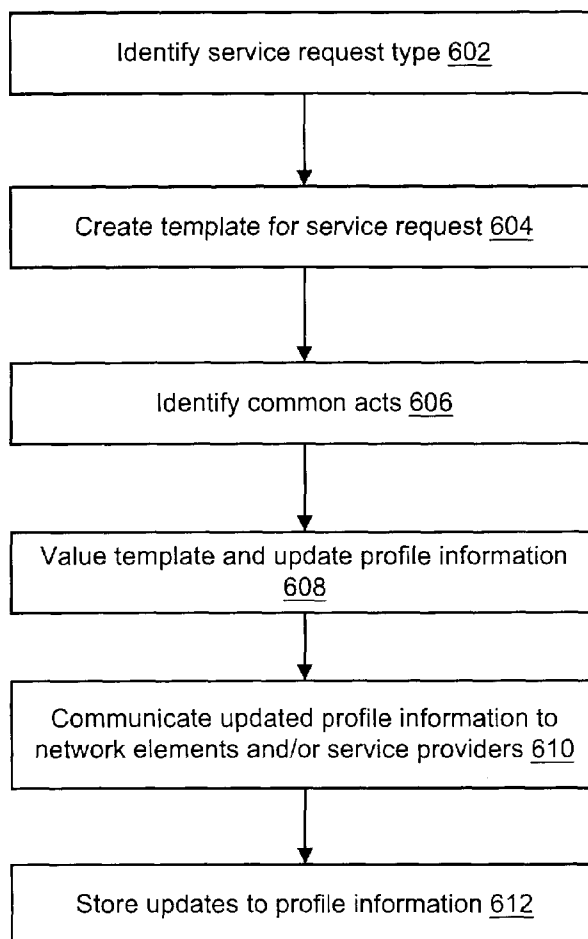 Identify service request type 602
Create template for service request 604
Identify common acts 606
Value template and update profile information
608
Communicate updated profile information to
network elements and/or service providers 610
Store updates to profile information 612